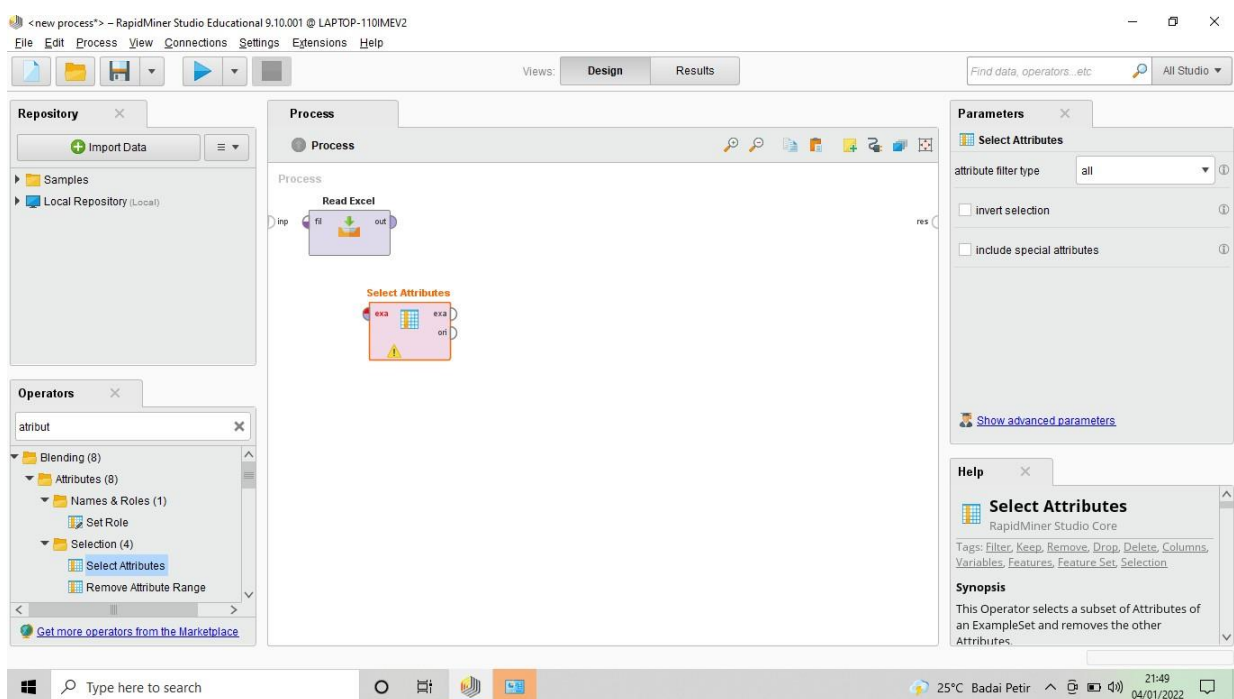 <new process*> – RapidMiner Studio Educational 9.10.001 @ LAPTOP-110IMEV2
File Edit Process View Connections Settings Extensions Help
Views: Design Results
Find data, operators...etc
All Studio
Repository
Import Data
Samples
Local Repository (Local)
Operators
atribut
Blending (8)
Attributes (8)
Names & Roles (1)
Set Role
Selection (4)
Select Attributes
Remove Attribute Range
Get more operators from the Marketplace
Process
Process
Process
Read Excel
inp fil out
res
Select Attributes
exa exa
ori
Parameters
Select Attributes
attribute filter type all
invert selection
include special attributes
Show advanced parameters
Help
Select Attributes
RapidMiner Studio Core
Tags: Filter, Keep, Remove, Drop, Delete, Columns,
Variables, Features, Feature Set, Selection
Synopsis
This Operator selects a subset of Attributes of
an ExampleSet and removes the other
Attributes.
Type here to search
25°C Badai Petir
21:49
04/01/2022